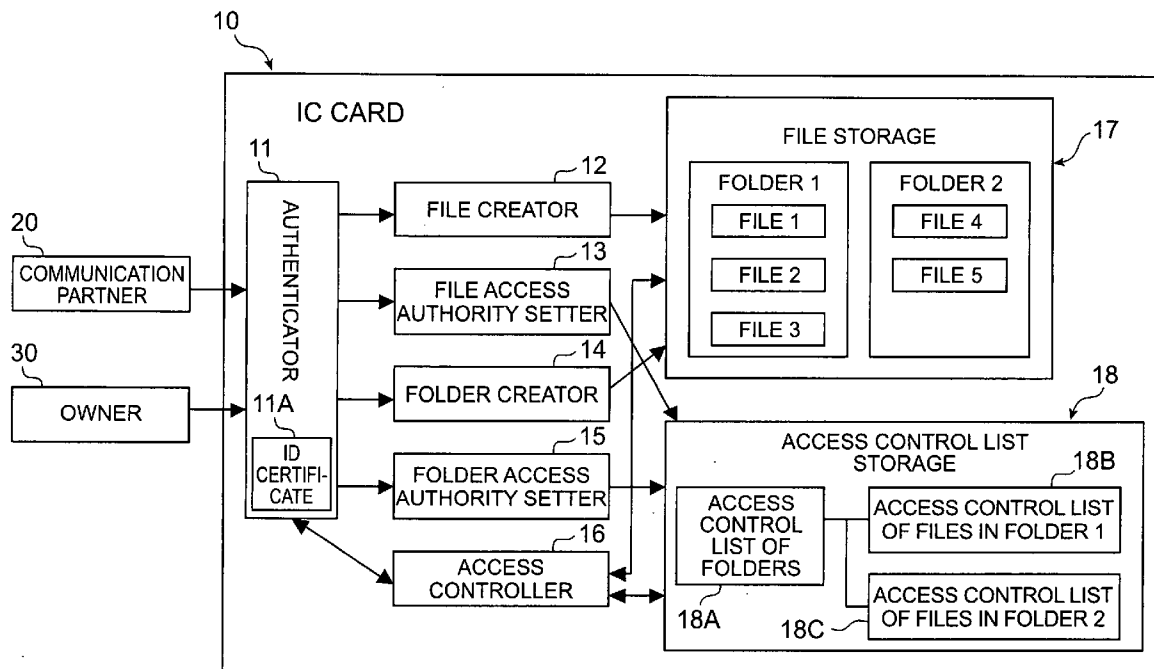 10
IC CARD
11
AUTHENTICATOR
11A
ID
CERTIFI-
CATE
20
COMMUNICATION
PARTNER
30
OWNER
12
FILE CREATOR
13
FILE ACCESS
AUTHORITY SETTER
14
FOLDER CREATOR
15
FOLDER ACCESS
AUTHORITY SETTER
16
ACCESS
CONTROLLER
17
FILE STORAGE
FOLDER 1
FILE 1
FILE 2
FILE 3
FOLDER 2
FILE 4
FILE 5
18
ACCESS CONTROL LIST
STORAGE
18A
ACCESS
CONTROL
LIST OF
FOLDERS
18B
ACCESS CONTROL LIST
OF FILES IN FOLDER 1
18C
ACCESS CONTROL LIST
OF FILES IN FOLDER 2